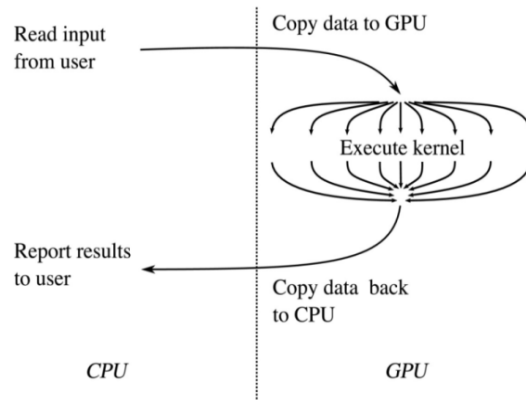 Read input
from user
Copy data to GPU
Execute kernel
Report results
to user
Copy data back
to CPU
CPU
GPU